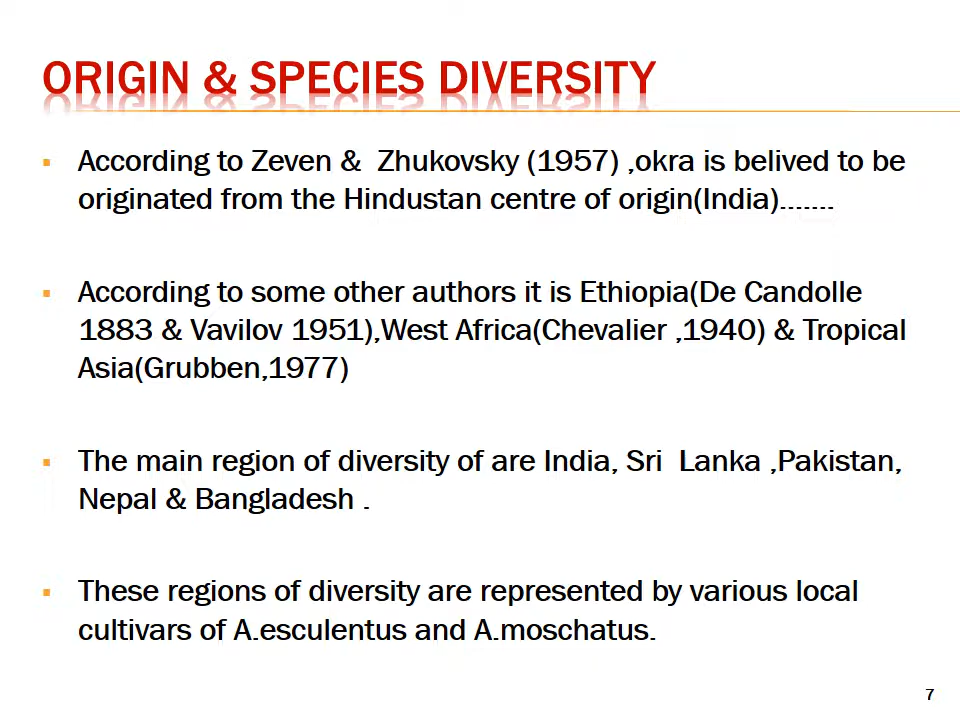 ORIGIN & SPECIES DIVERSITY
▪ According to Zeven & Zhukovsky (1957) ,okra is belived to be
originated from the Hindustan centre of origin(India).......
▪ According to some other authors it is Ethiopia(De Candolle
1883 & Vavilov 1951),West Africa(Chevalier ,1940) & Tropical
Asia(Grubben,1977)
▪ The main region of diversity of are India, Sri Lanka ,Pakistan,
Nepal & Bangladesh .
▪ These regions of diversity are represented by various local
cultivars of A.esculentus and A.moschatus.
7